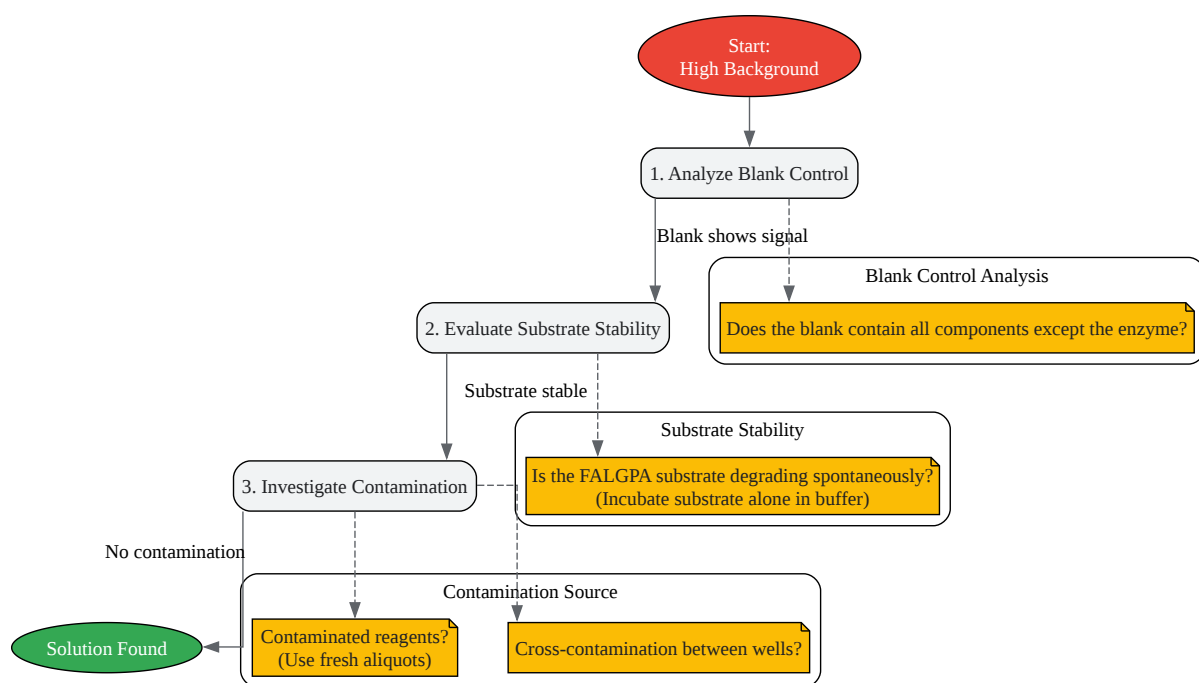 Start:
High Background
1. Analyze Blank Control
Blank shows signal
Blank Control Analysis
Does the blank contain all components except the enzyme?
2. Evaluate Substrate Stability
Substrate stable
Substrate Stability
Is the FALGPA substrate degrading spontaneously?
(Incubate substrate alone in buffer)
3. Investigate Contamination
No contamination
Contamination Source
Contaminated reagents?
(Use fresh aliquots)
Cross-contamination between wells?
Solution Found